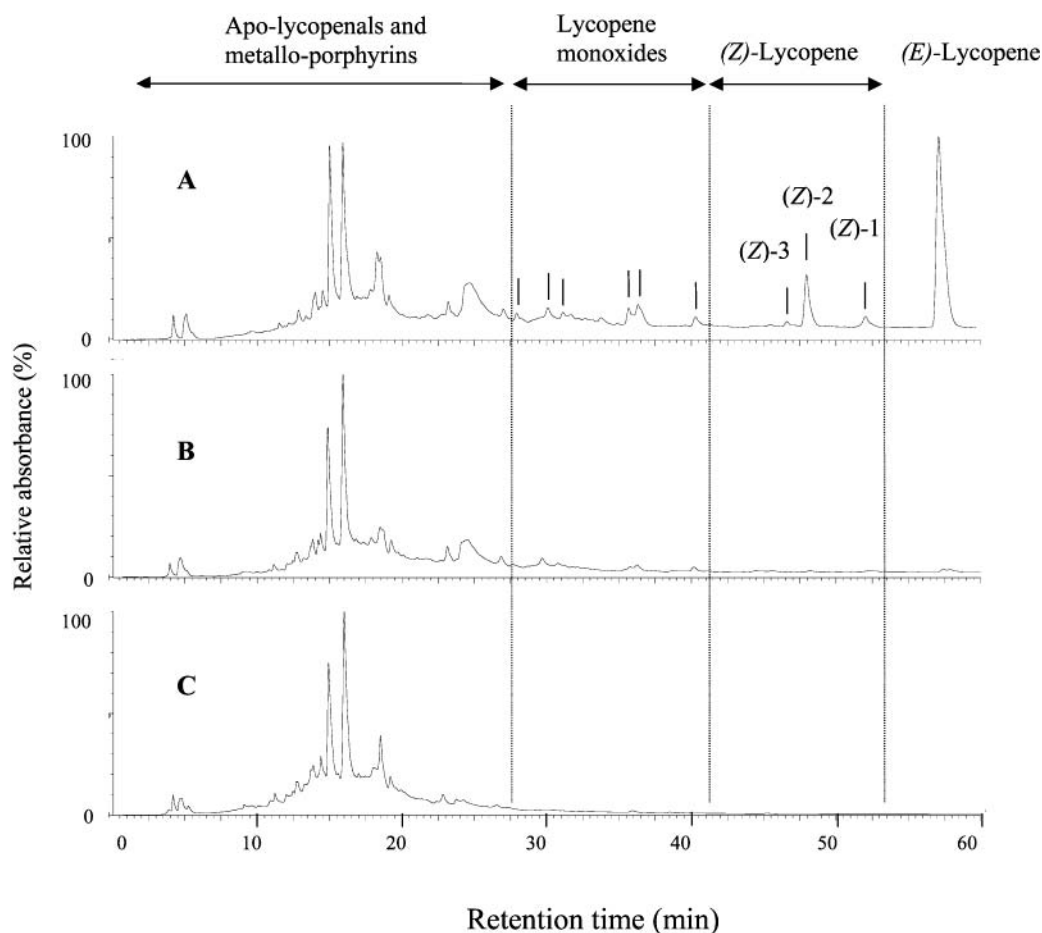 Apo-lycopenals and
metallo-porphyrins
Lycopene
monoxides
(Z)-Lycopene
(E)-Lycopene
100
A
(Z)-3
(Z)-2
(Z)-1
0
100
B
0
100
C
0
Relative absorbance (%)
0 10 20 30 40 50 60
Retention time (min)